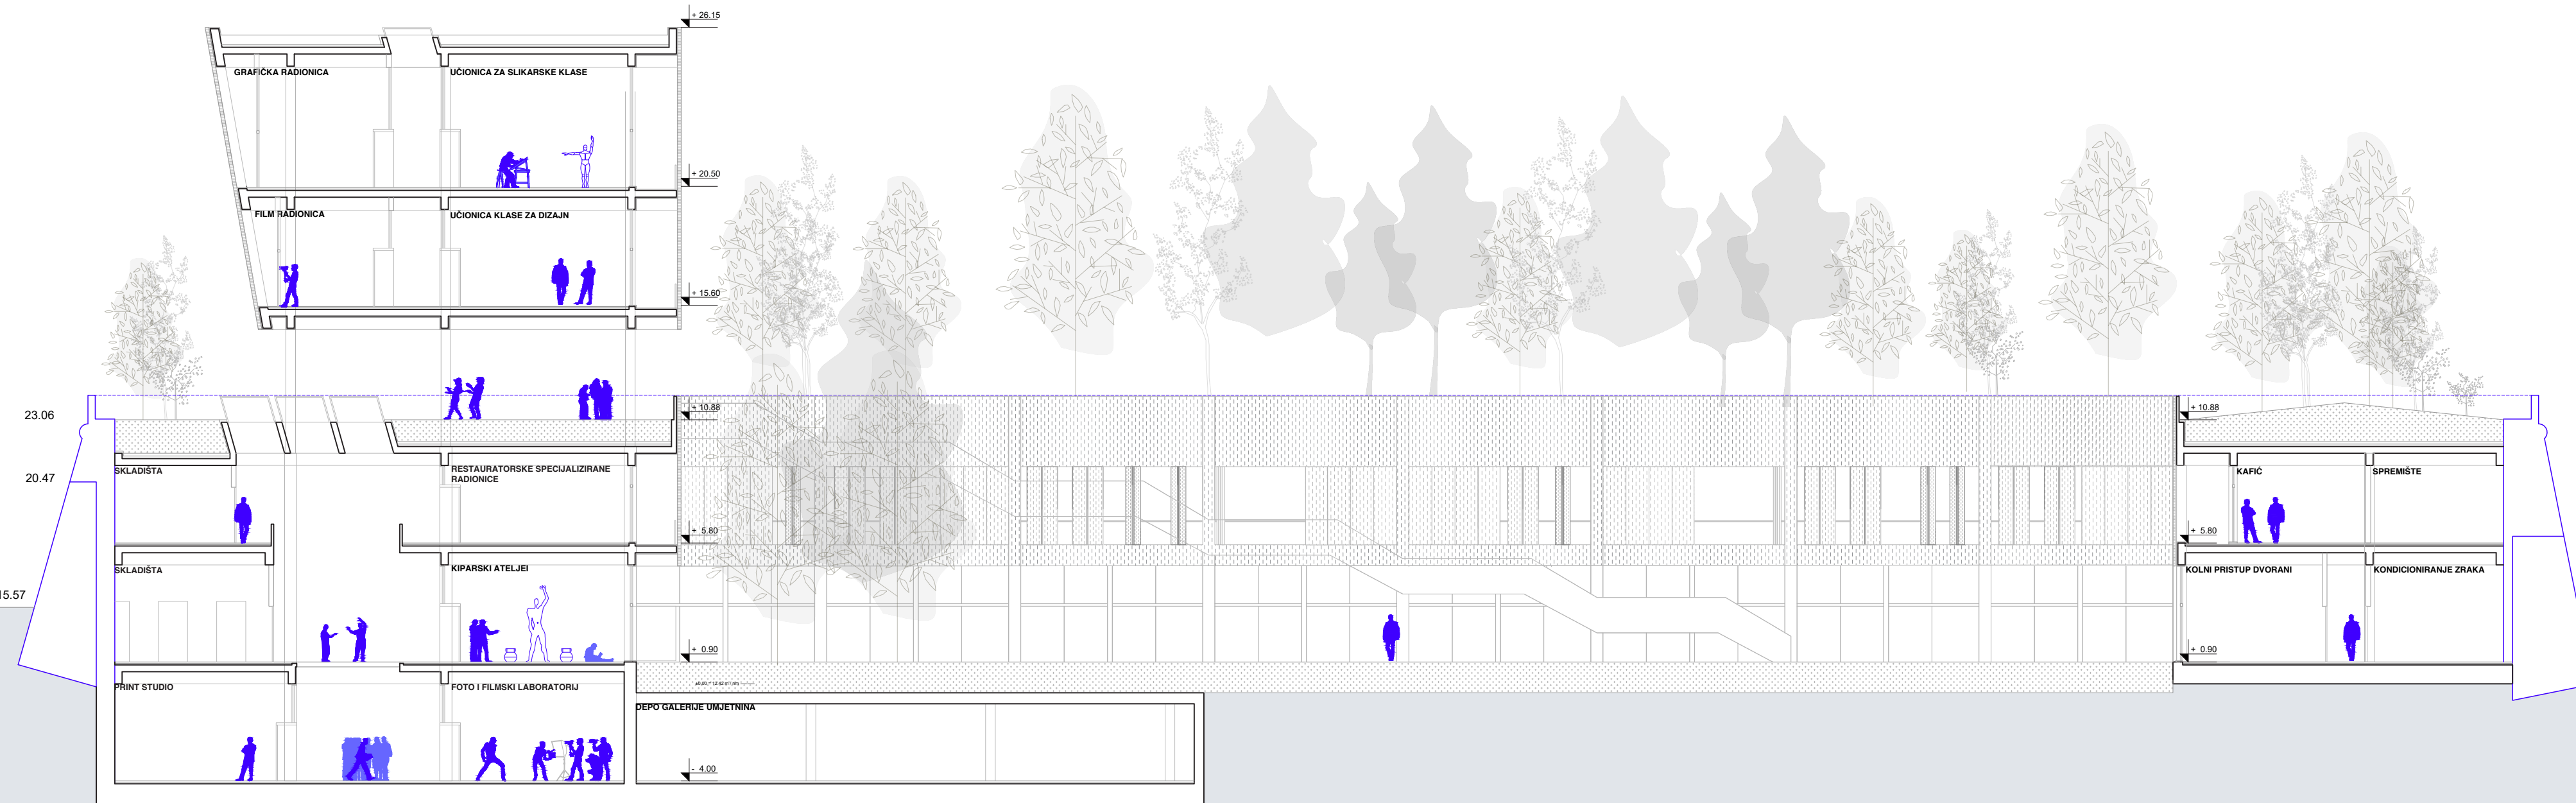 + 26.15
GRAFIČKA RADIONICA
UČIONICA ZA SLIKARSKE KLASE
+ 20.50
FILM RADIONICA
UČIONICA KLASE ZA DIZAJN
+ 15.60
23.06
+ 10.88
+ 10.88
20.47
SKLADIŠTA
RESTAURATORSKE SPECIJALIZIRANE
RADIONICE
KAFIĆ
SPREMIŠTE
+ 5.80
+ 5.80
15.57
SKLADIŠTA
KIPARSKI ATELJEI
KOLNI PRISTUP DVORANI
KONDICIONIRANJE ZRAKA
+ 0.90
+ 0.90
PRINT STUDIO
FOTO I FILMSKI LABORATORIJ
DEPO GALERIJE UMJETNINA
- 4.00